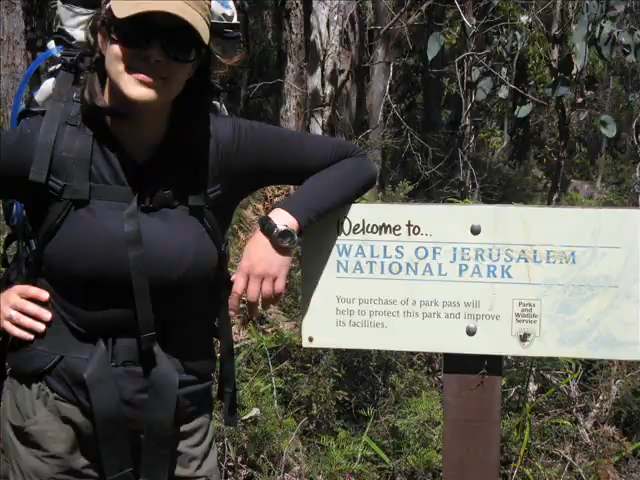 Welcome to...
WALLS OF JERUSALEM
NATIONAL PARK
Your purchase of a park pass will
help to protect this park and improve
its facilities.
Parks
and
Wildlife
Service